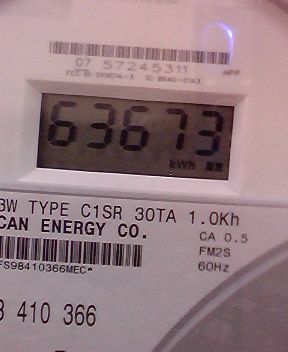 07 57245311
63673
kWh
3W TYPE C1SR 30TA 1.0Kh
CAN ENERGY CO.
CA 0.5
FM2S
60Hz
FS98410366MEC*
410 366